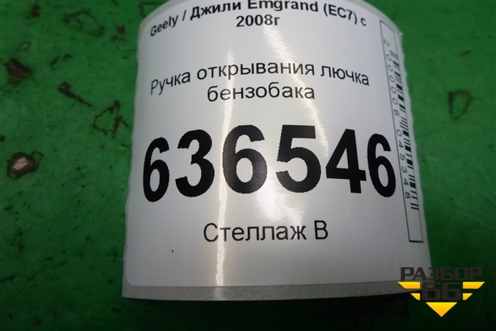 Geely / Джили Emgrand (EC7) с
2008г
Ручка открывания лючка
бензобака
636546
Стеллаж В
РАЗБОР
66